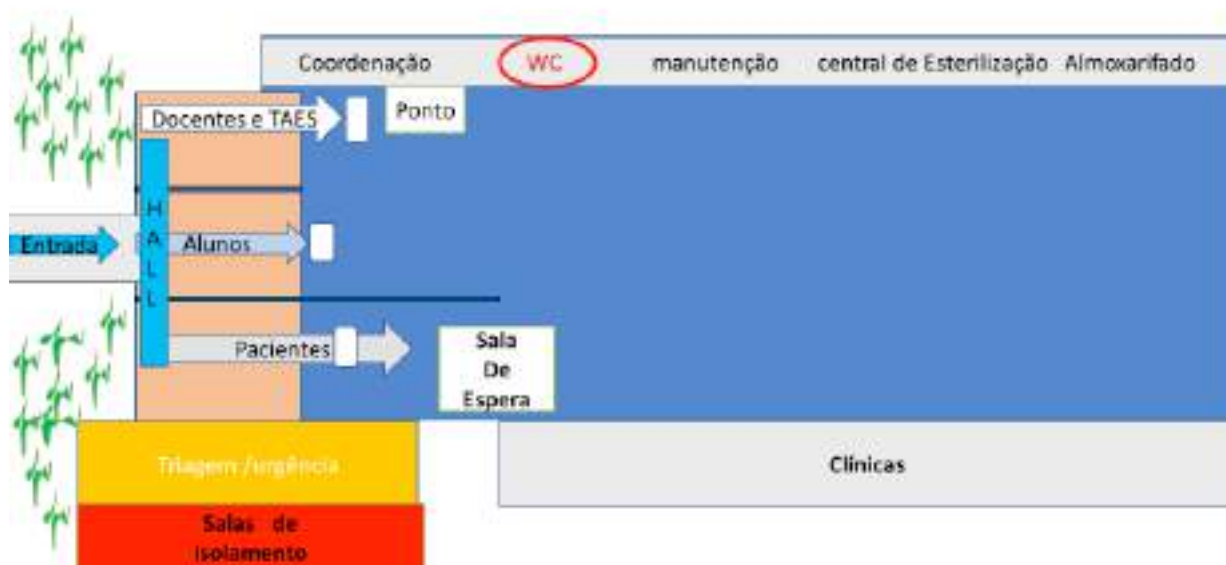 Coordenação WC manutenção central de Esterilização Almoxarifado
Docentes e TAES
Ponto
HALL
Entrada
Alunos
Pacientes
Sala
De
Espera
Triagem /urgência
Clínicas
Salas de
isolamento